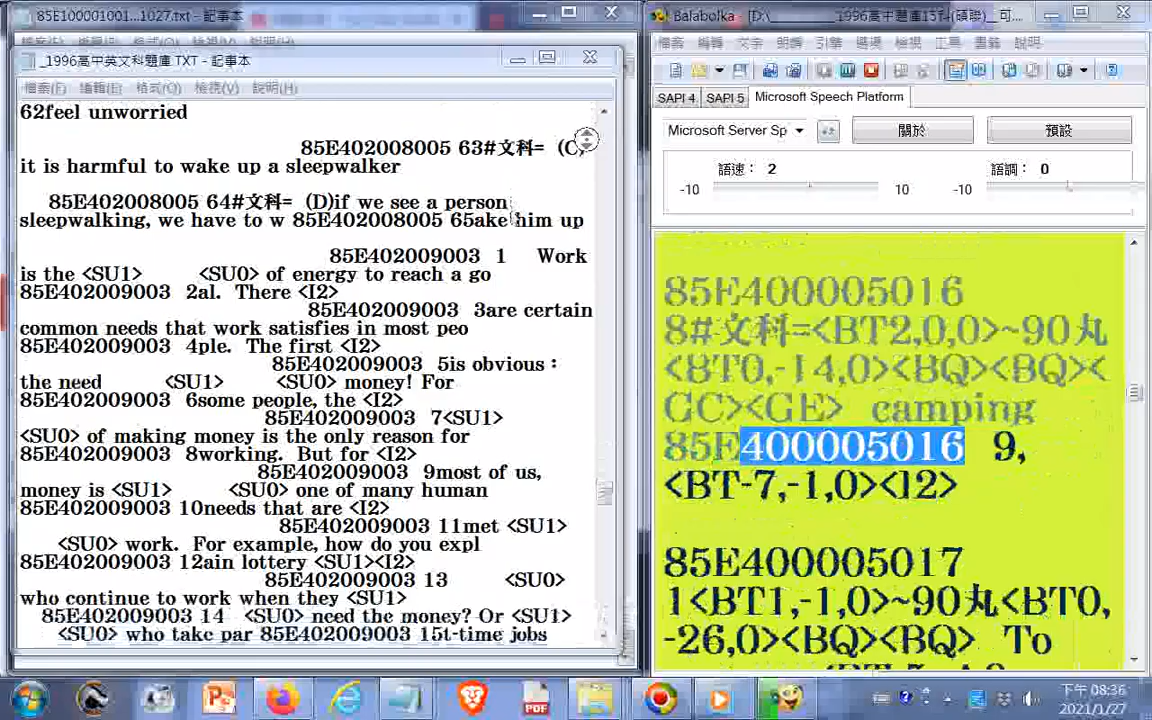 85E100001001...1027.txt - 記事本
_1996高中英文科題庫 TXT - 記事本
檔案(F) 編輯(E) 格式(O) 檢視(V) 說明(H)
62feel unworried
85E402008005 63#文科= (C)
it is harmful to wake up a sleepwalker
85E402008005 64#文科= (D)if we see a person
sleepwalking, we have to w 85E402008005 65ake him up
85E402009003 1 Work
is the <SU1> <SU0> of energy to reach a go
85E402009003 2al. There <I2>
85E402009003 3are certain
common needs that work satisfies in most peo
85E402009003 4ple. The first <I2>
85E402009003 5is obvious：
the need <SU1> <SU0> money! For
85E402009003 6some people, the <I2>
85E402009003 7<SU1>
<SU0> of making money is the only reason for
85E402009003 8working. But for <I2>
85E402009003 9most of us,
money is <SU1> <SU0> one of many human
85E402009003 10needs that are <I2>
85E402009003 11met <SU1>
<SU0> work. For example, how do you expl
85E402009003 12ain lottery <SU1><I2>
85E402009003 13 <SU0>
who continue to work when they <SU1>
85E402009003 14 <SU0> need the money? Or <SU1>
<SU0> who take par 85E402009003 15t-time jobs
Balabolka - [D:\_______1996高中題庫15科(碩聯)__可...
檔案 編輯 文字 朗讀 引擎 選項 檢視 工具 書籤 說明
SAPI 4 SAPI 5 Microsoft Speech Platform
Microsoft Server Sp 關於 預設
語速： 2 語調： 0
-10 10 -10
85E400005016
8#文科=<BT2,0,0>~90丸
<BT0,-14,0><BQ><BQ><
GC><GE> camping
85E400005016 9,
<BT-7,-1,0><I2>
85E400005017
1<BT1,-1,0>~90丸<BT0,
-26,0><BQ><BQ> To
下午 08:36
2021/1/27